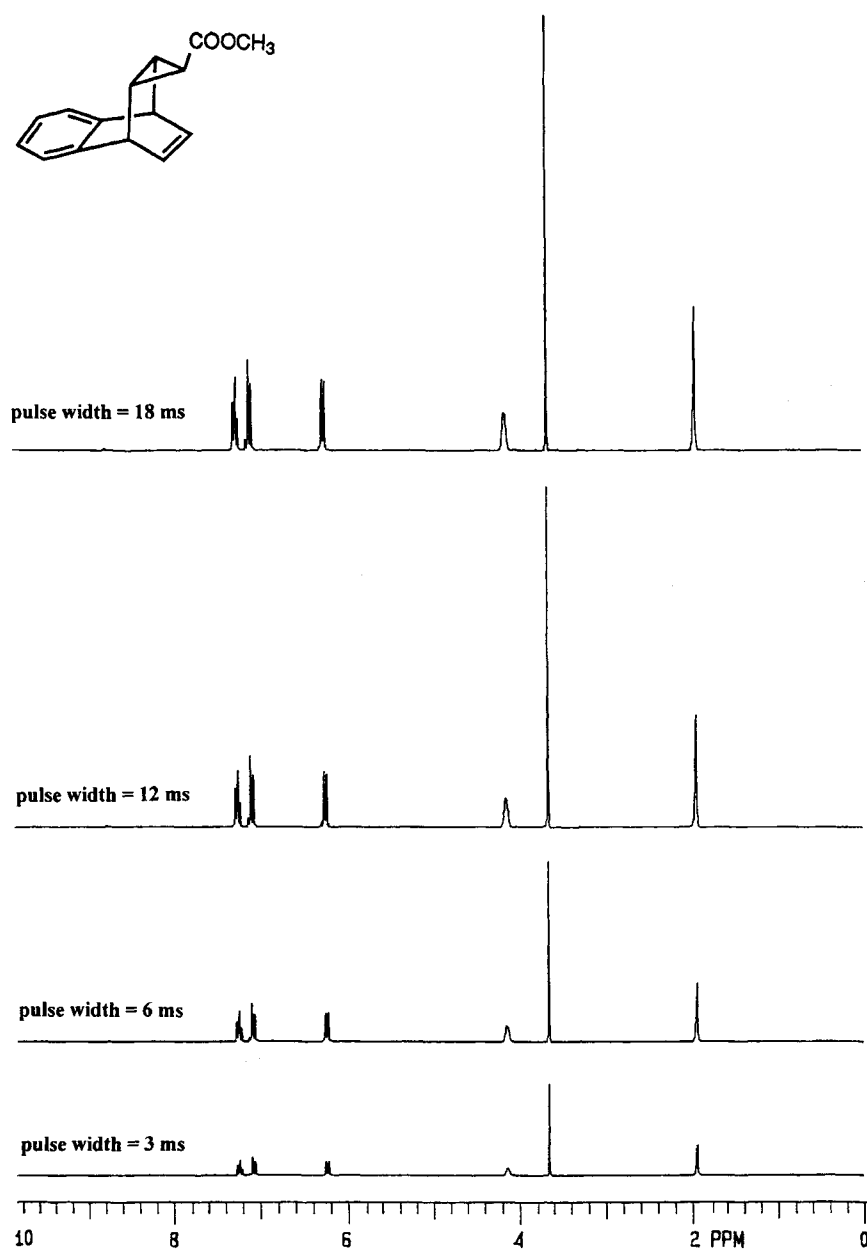 COOCH3
pulse width = 18 ms
pulse width = 12 ms
pulse width = 6 ms
pulse width = 3 ms
10 8 6 4 2 PPM 0